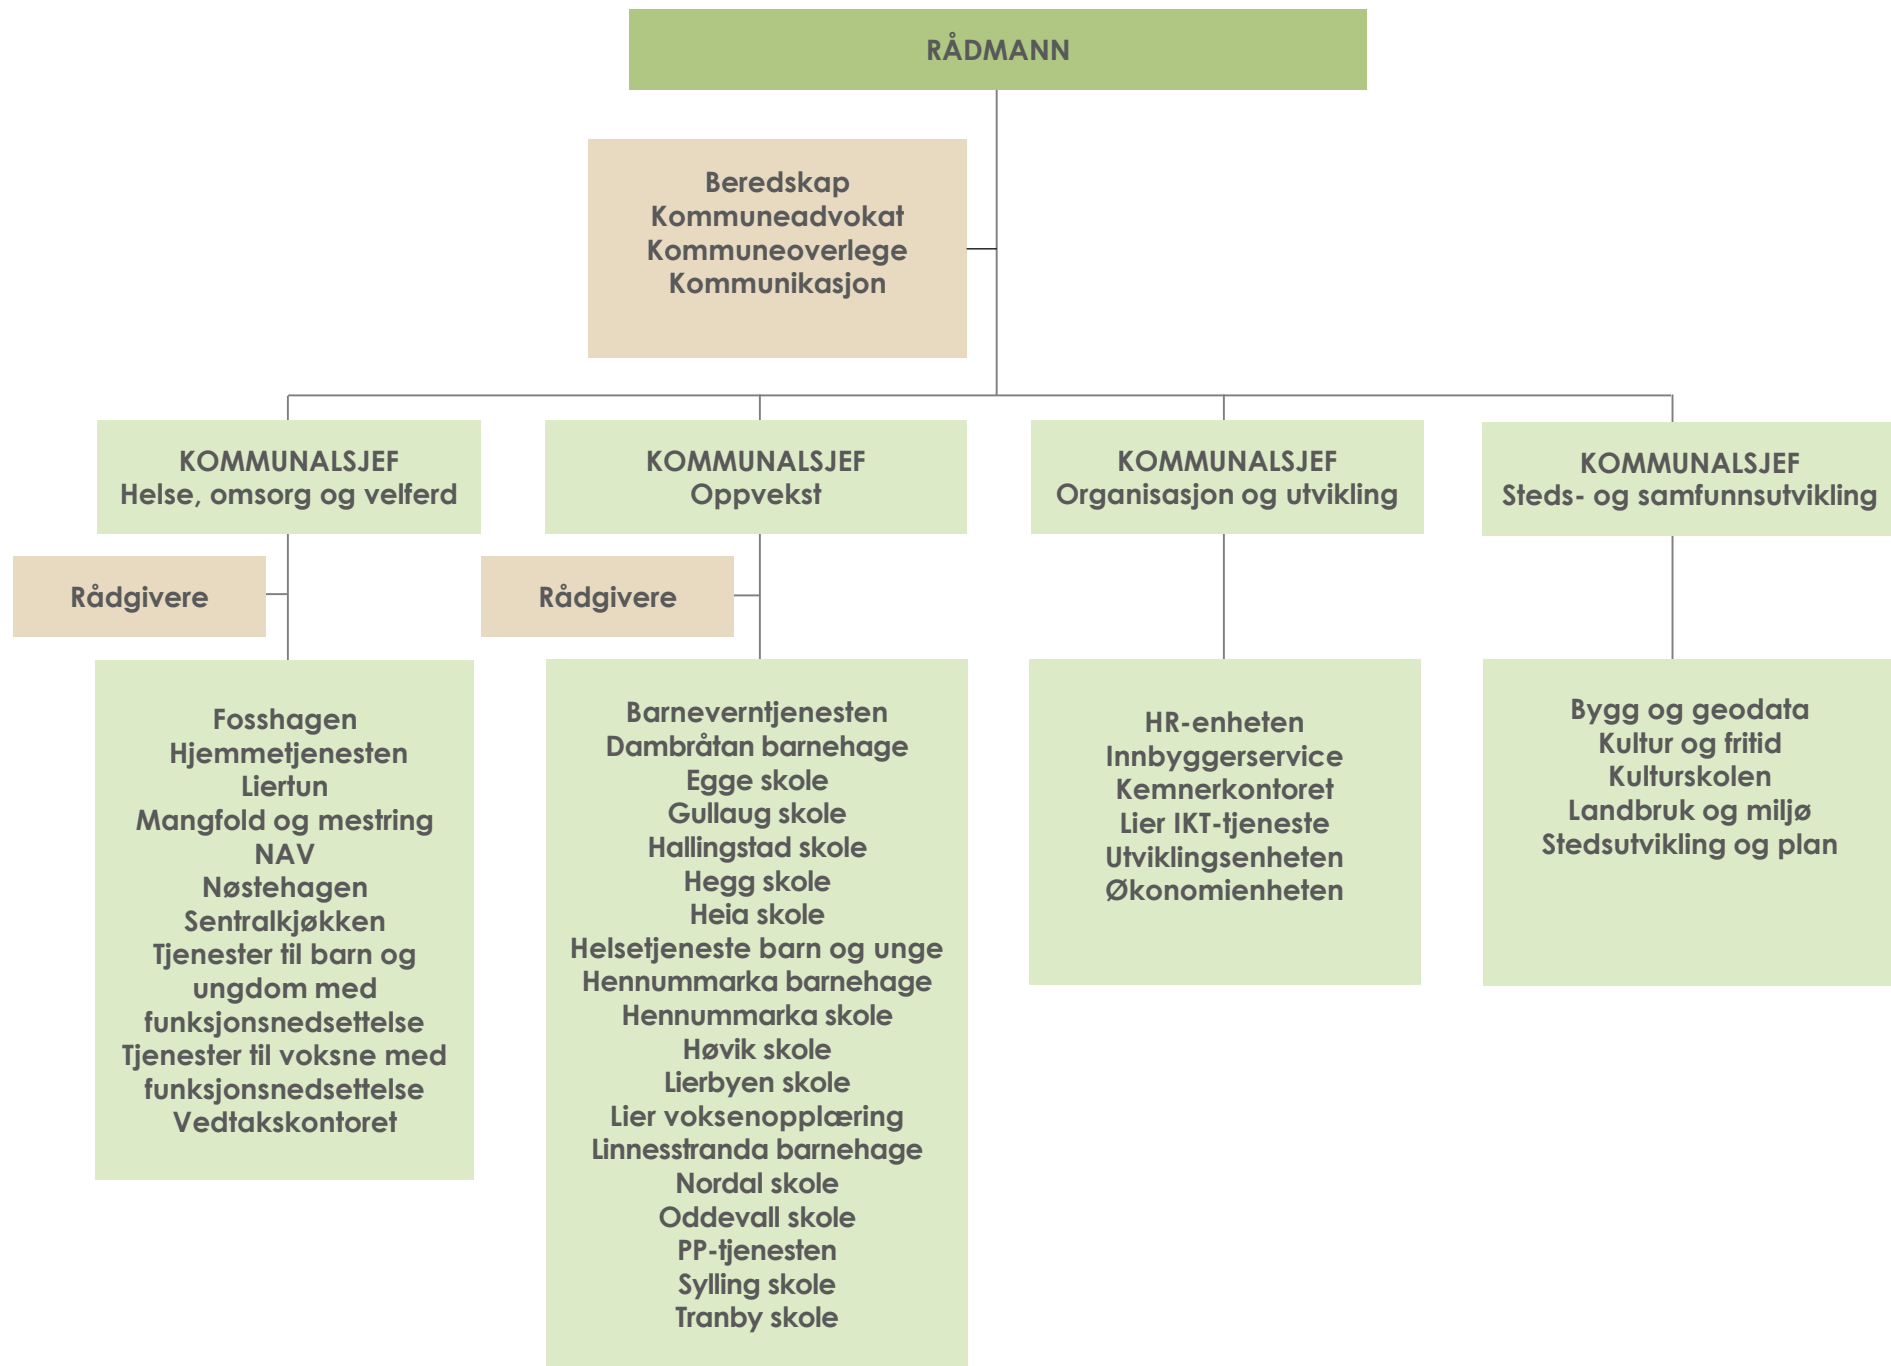 RÅDMANN
Beredskap
Kommuneadvokat
Kommuneoverlege
Kommunikasjon
KOMMUNALSJEF
Helse, omsorg og velferd
KOMMUNALSJEF
Oppvekst
KOMMUNALSJEF
Organisasjon og utvikling
KOMMUNALSJEF
Steds- og samfunnsutvikling
Rådgivere
Rådgivere
Fosshagen
Hjemmetjenesten
Liertun
Mangfold og mestring
NAV
Nøstehagen
Sentralkjøkken
Tjenester til barn og
ungdom med
funksjonsnedsettelse
Tjenester til voksne med
funksjonsnedsettelse
Vedtakskontoret
Barneverntjenesten
Dambråtan barnehage
Egge skole
Gullaug skole
Hallingstad skole
Hegg skole
Heia skole
Helsetjeneste barn og unge
Hennummarka barnehage
Hennummarka skole
Høvik skole
Lierbyen skole
Lier voksenopplæring
Linnesstranda barnehage
Nordal skole
Oddevall skole
PP-tjenesten
Sylling skole
Tranby skole
HR-enheten
Innbyggerservice
Kemnerkontoret
Lier IKT-tjeneste
Utviklingsenheten
Økonomienheten
Bygg og geodata
Kultur og fritid
Kulturskolen
Landbruk og miljø
Stedsutvikling og plan